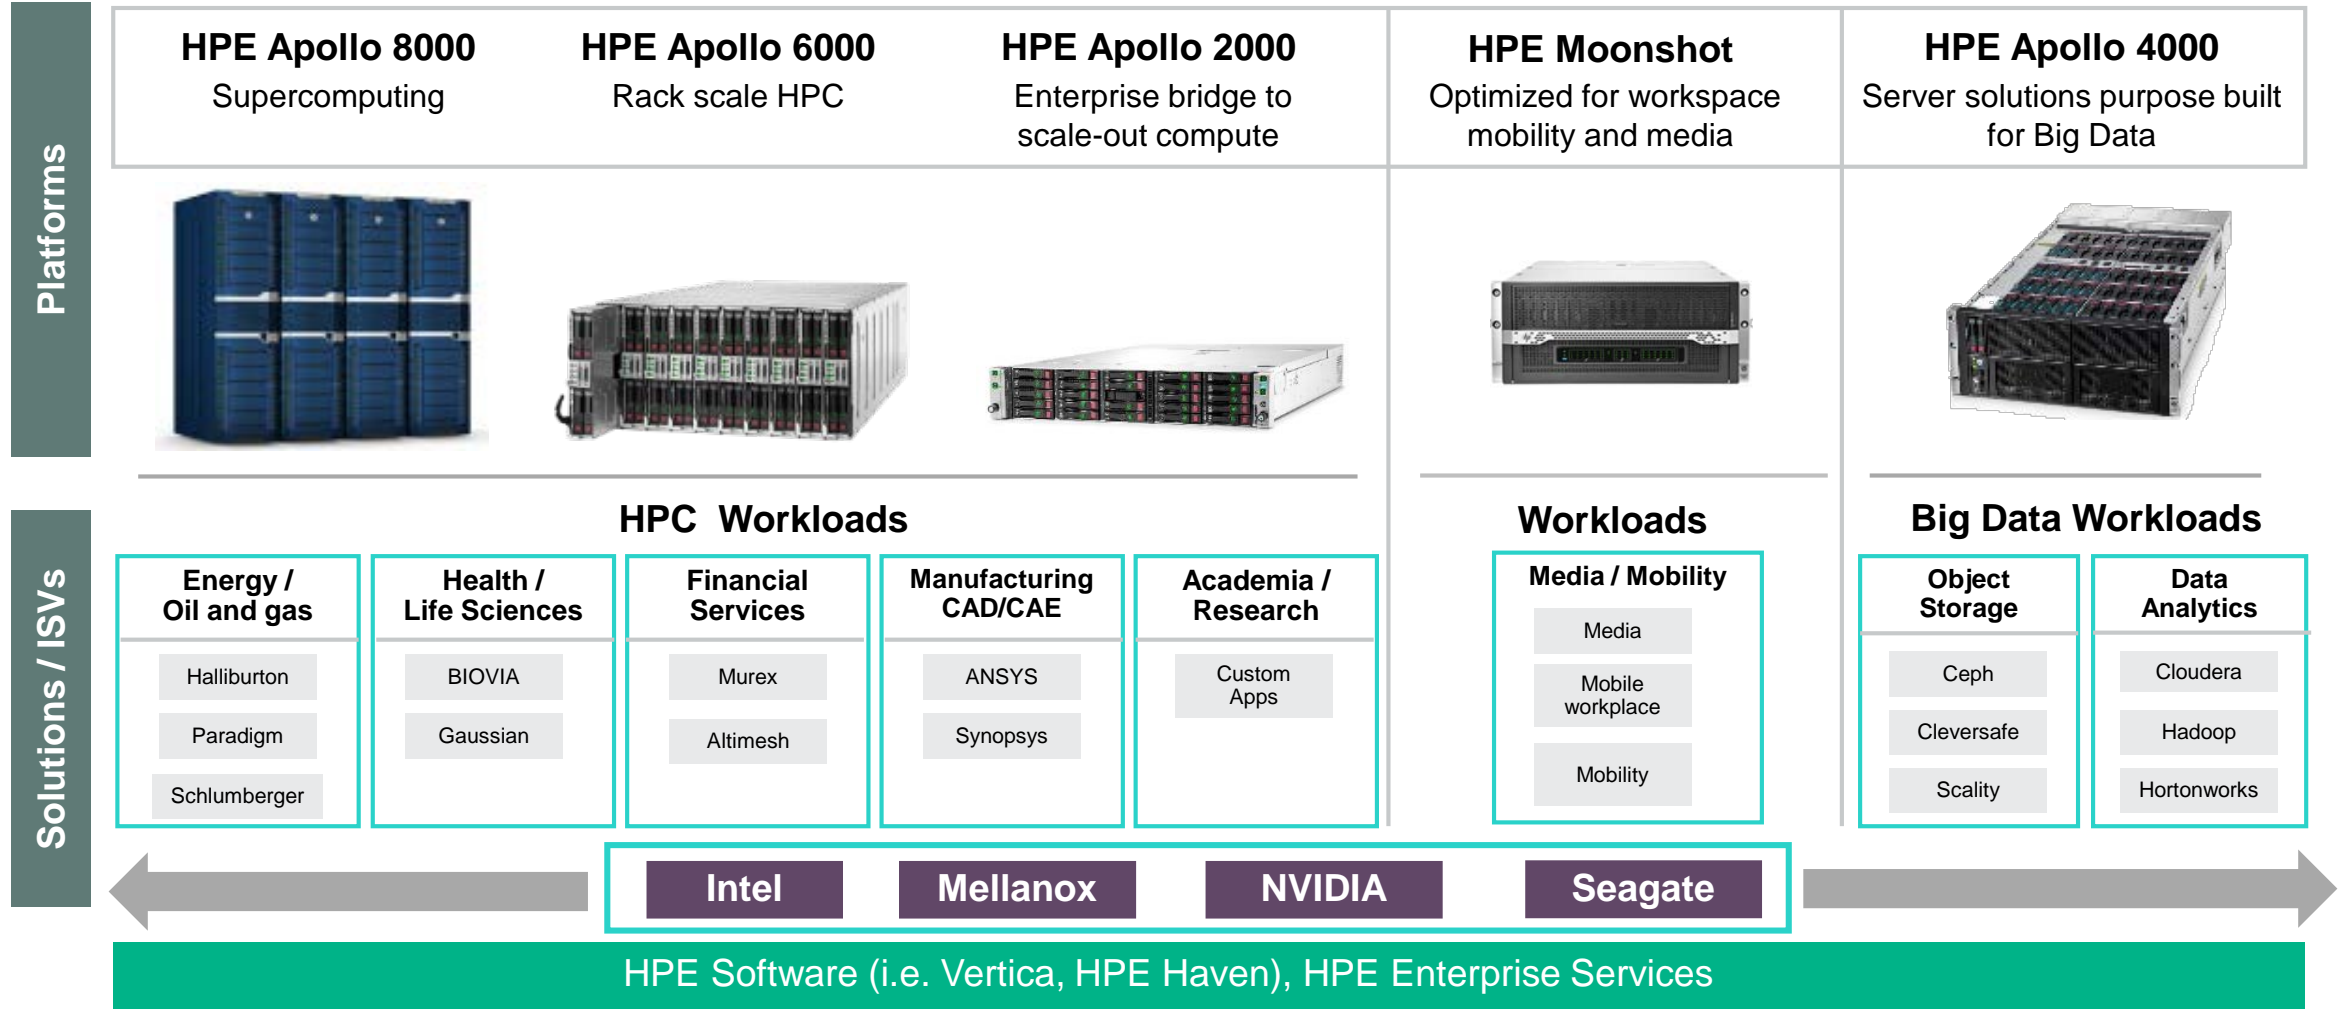 Platforms
HPE Apollo 8000
Supercomputing
HPE Apollo 6000
Rack scale HPC
HPE Apollo 2000
Enterprise bridge to
scale-out compute
HPE Moonshot
Optimized for workspace
mobility and media
HPE Apollo 4000
Server solutions purpose built
for Big Data
Solutions / ISVs
HPC Workloads
Energy /
Oil and gas
Halliburton
Paradigm
Schlumberger
Health /
Life Sciences
BIOVIA
Gaussian
Financial
Services
Murex
Altimesh
Manufacturing
CAD/CAE
ANSYS
Synopsys
Academia /
Research
Custom
Apps
Workloads
Media / Mobility
Media
Mobile
workplace
Mobility
Big Data Workloads
Object
Storage
Ceph
Cleversafe
Scality
Data
Analytics
Cloudera
Hadoop
Hortonworks
Intel
Mellanox
NVIDIA
Seagate
HPE Software (i.e. Vertica, HPE Haven), HPE Enterprise Services